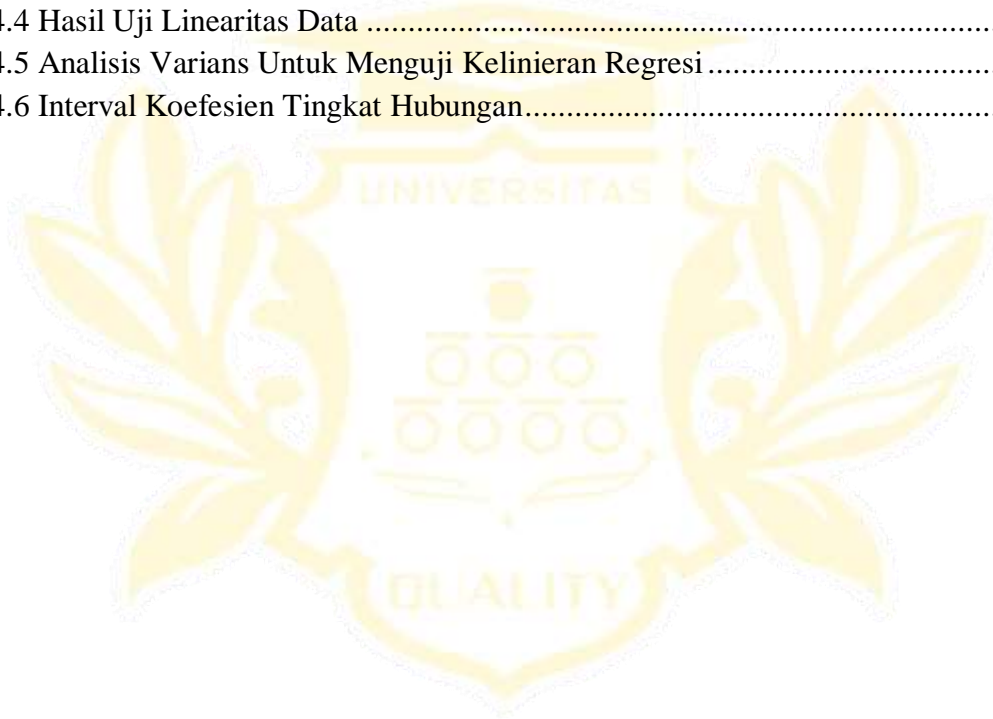 4.4 Hasil Uji Linearitas Data ........................................................................................
4.5 Analisis Varians Untuk Menguji Kelinieran Regresi .........................................
4.6 Interval Koefesien Tingkat Hubungan..................................................................
UNIVERSITAS
QUALITY